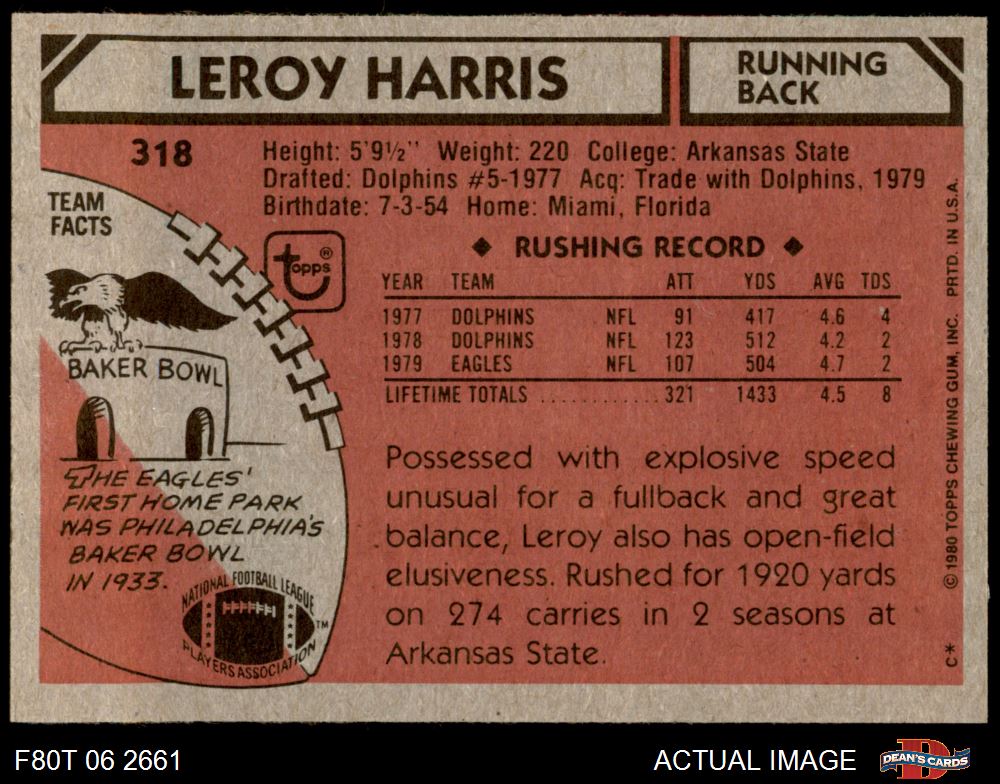 LEROY HARRIS
RUNNING
BACK
318
Height: 5'9½" Weight: 220 College: Arkansas State
Drafted: Dolphins #5-1977 Acq: Trade with Dolphins, 1979
Birthdate: 7-3-54 Home: Miami, Florida
TEAM
FACTS
BAKER BOWL
THE EAGLES'
FIRST HOME PARK
WAS PHILADELPHIA'S
BAKER BOWL
IN 1933.
NATIONAL FOOTBALL LEAGUE
PLAYERS ASSOCIATION
TM
topps®
◆ RUSHING RECORD ◆
YEAR TEAM ATT YDS AVG TDS
1977 DOLPHINS NFL 91 417 4.6 4
1978 DOLPHINS NFL 123 512 4.2 2
1979 EAGLES NFL 107 504 4.7 2
LIFETIME TOTALS ............ 321 1433 4.5 8
Possessed with explosive speed
unusual for a fullback and great
balance, Leroy also has open-field
elusiveness. Rushed for 1920 yards
on 274 carries in 2 seasons at
Arkansas State.
C* © 1980 TOPPS CHEWING GUM, INC. PRTD. IN U.S.A.
F80T 06 2661
ACTUAL IMAGE
DEAN'S CARDS